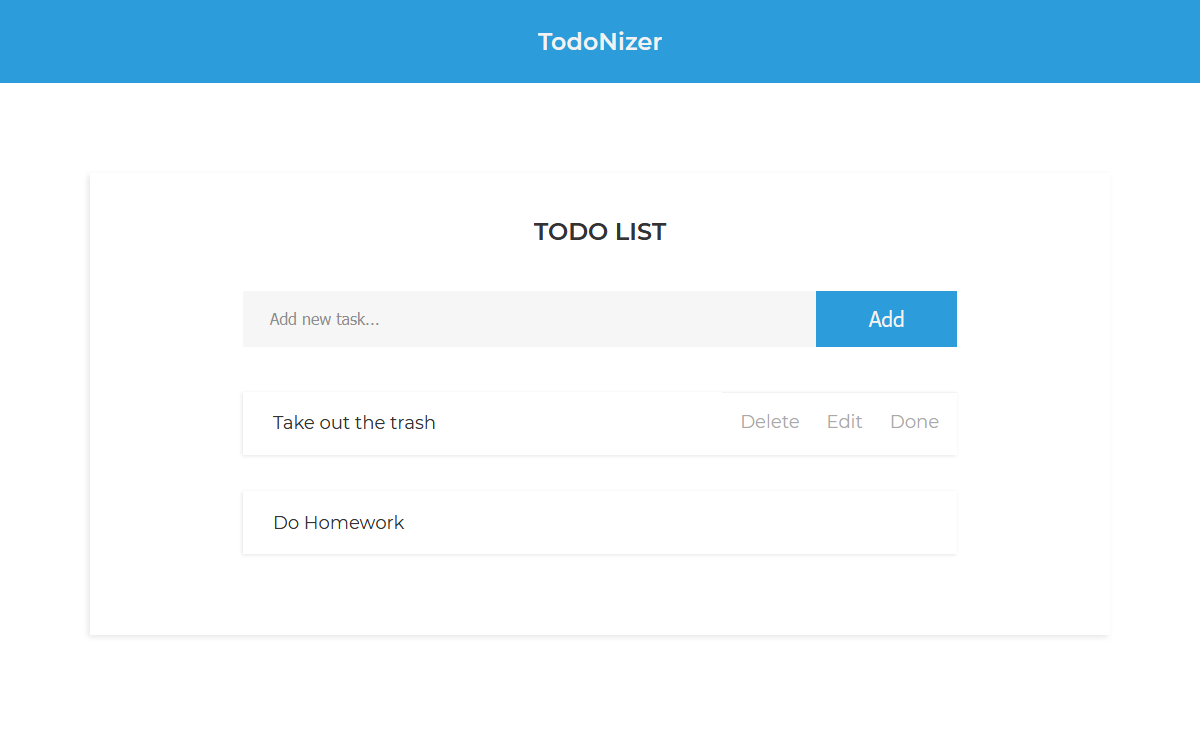 TodoNizer
TODO LIST
Add new task...
Add
Take out the trash
Delete Edit Done
Do Homework